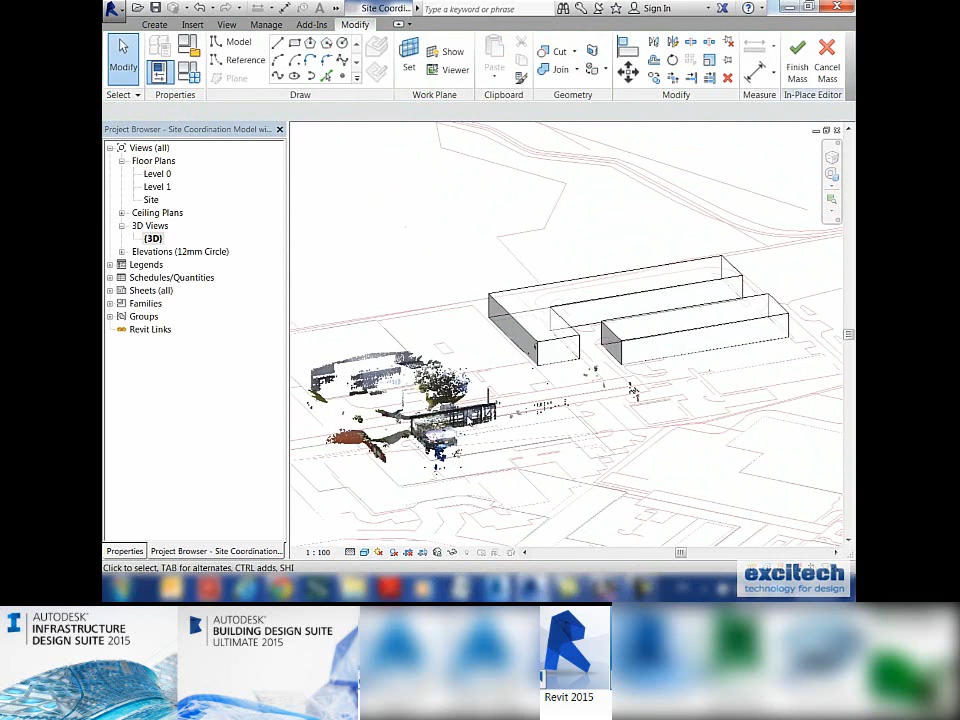 Site Coordi...
Type a keyword or phrase
Sign In
Create Insert View Manage Add-Ins Modify
Modify
Model
Reference
Plane
Set
Show
Viewer
Paste
Cut
Join
Finish Mass
Cancel Mass
Select Properties Draw Work Plane Clipboard Geometry Modify Measure In-Place Editor
Project Browser - Site Coordination Model wi...
Views (all)
Floor Plans
Level 0
Level 1
Site
Ceiling Plans
3D Views
{3D}
Elevations (12mm Circle)
Legends
Schedules/Quantities
Sheets (all)
Families
Groups
Revit Links
Properties Project Browser - Site Coordination...
1 : 100
Click to select, TAB for alternates, CTRL adds, SHI
excitech
technology for design
AUTODESK®
INFRASTRUCTURE
DESIGN SUITE 2015
AUTODESK®
BUILDING DESIGN SUITE
ULTIMATE 2015
Revit 2015